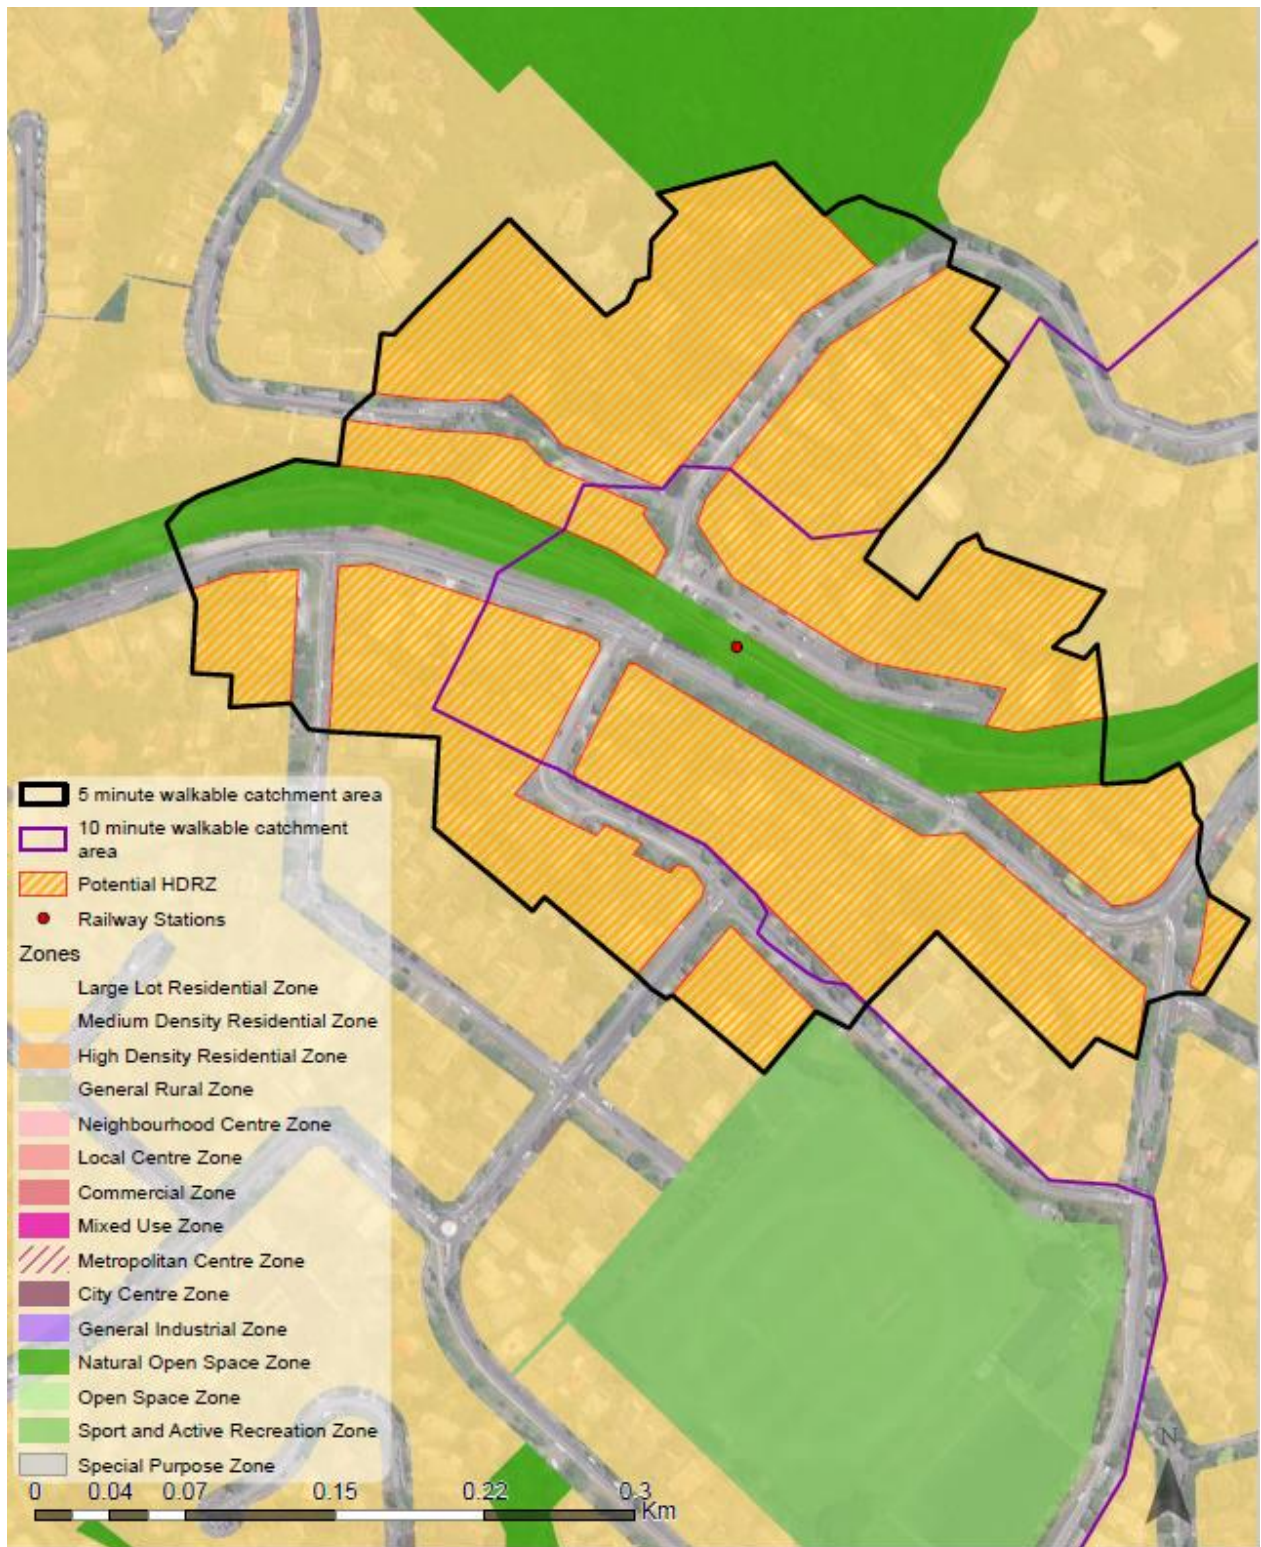 5 minute walkable catchment area
10 minute walkable catchment
area
Potential HDRZ
Railway Stations
Zones
Large Lot Residential Zone
Medium Density Residential Zone
High Density Residential Zone
General Rural Zone
Neighbourhood Centre Zone
Local Centre Zone
Commercial Zone
Mixed Use Zone
Metropolitan Centre Zone
City Centre Zone
General Industrial Zone
Natural Open Space Zone
Open Space Zone
Sport and Active Recreation Zone
Special Purpose Zone
0 0.04 0.07 0.15 0.22 0.3
Km
N